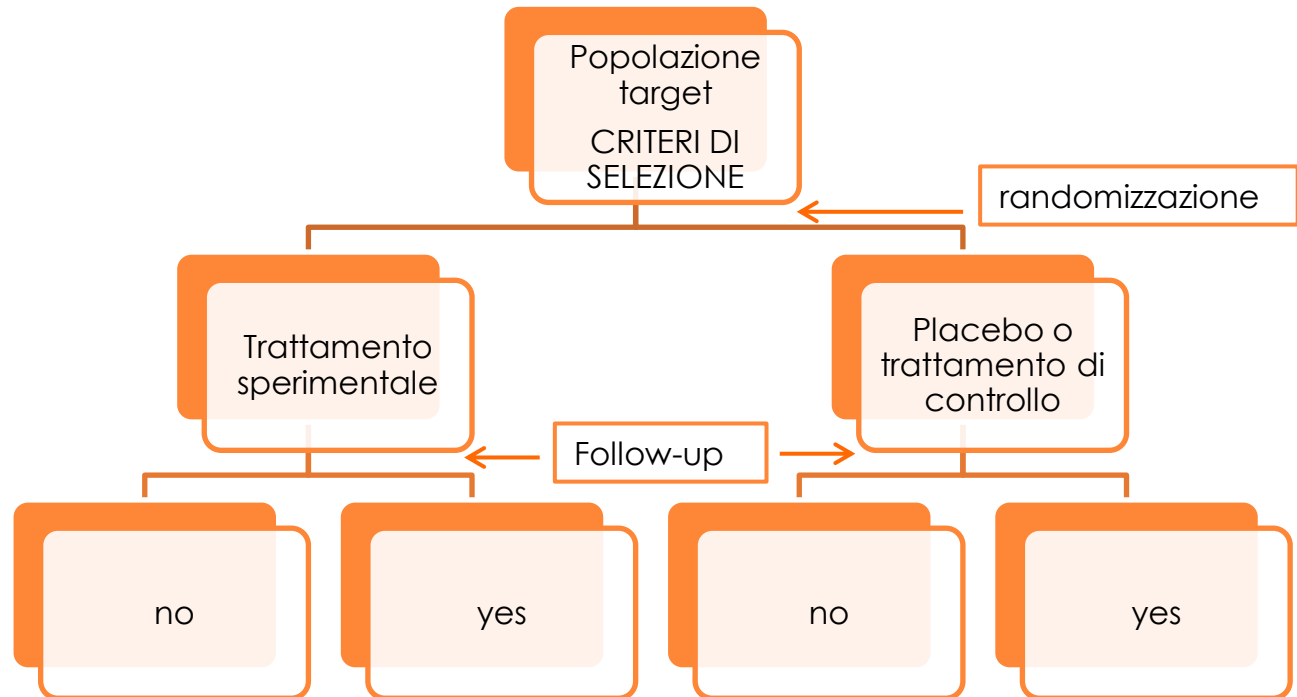 Popolazione
target
CRITERI DI
SELEZIONE
randomizzazione
Trattamento
sperimentale
Placebo o
trattamento di
controllo
Follow-up
no
yes
no
yes